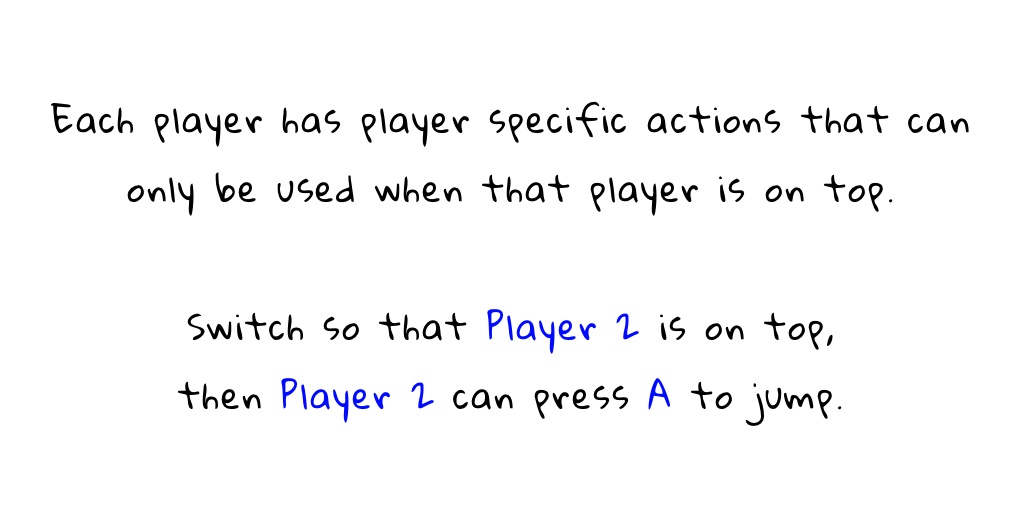 Each player has player specific actions that can
only be used when that player is on top.
Switch so that Player 2 is on top,
then Player 2 can press A to jump.